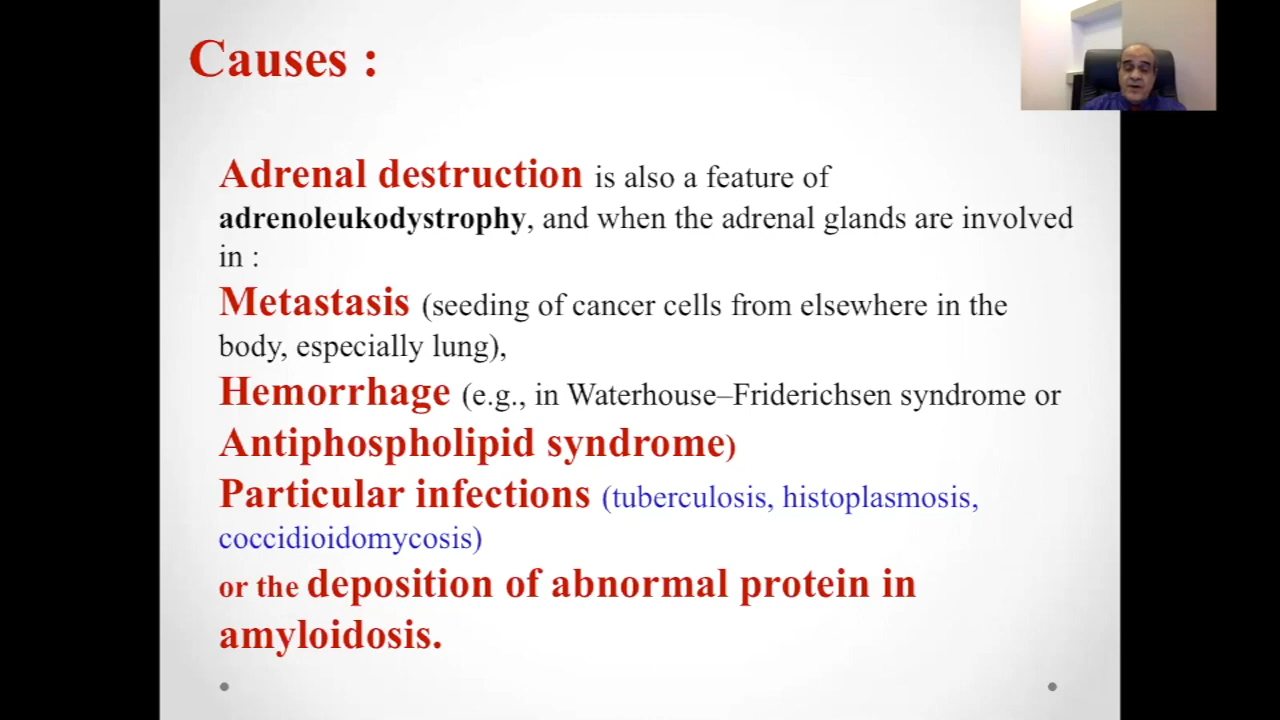 Causes :
Adrenal destruction is also a feature of
adrenoleukodystrophy, and when the adrenal glands are involved
in :
Metastasis (seeding of cancer cells from elsewhere in the
body, especially lung),
Hemorrhage (e.g., in Waterhouse–Friderichsen syndrome or
Antiphospholipid syndrome)
Particular infections (tuberculosis, histoplasmosis,
coccidioidomycosis)
or the deposition of abnormal protein in
amyloidosis.